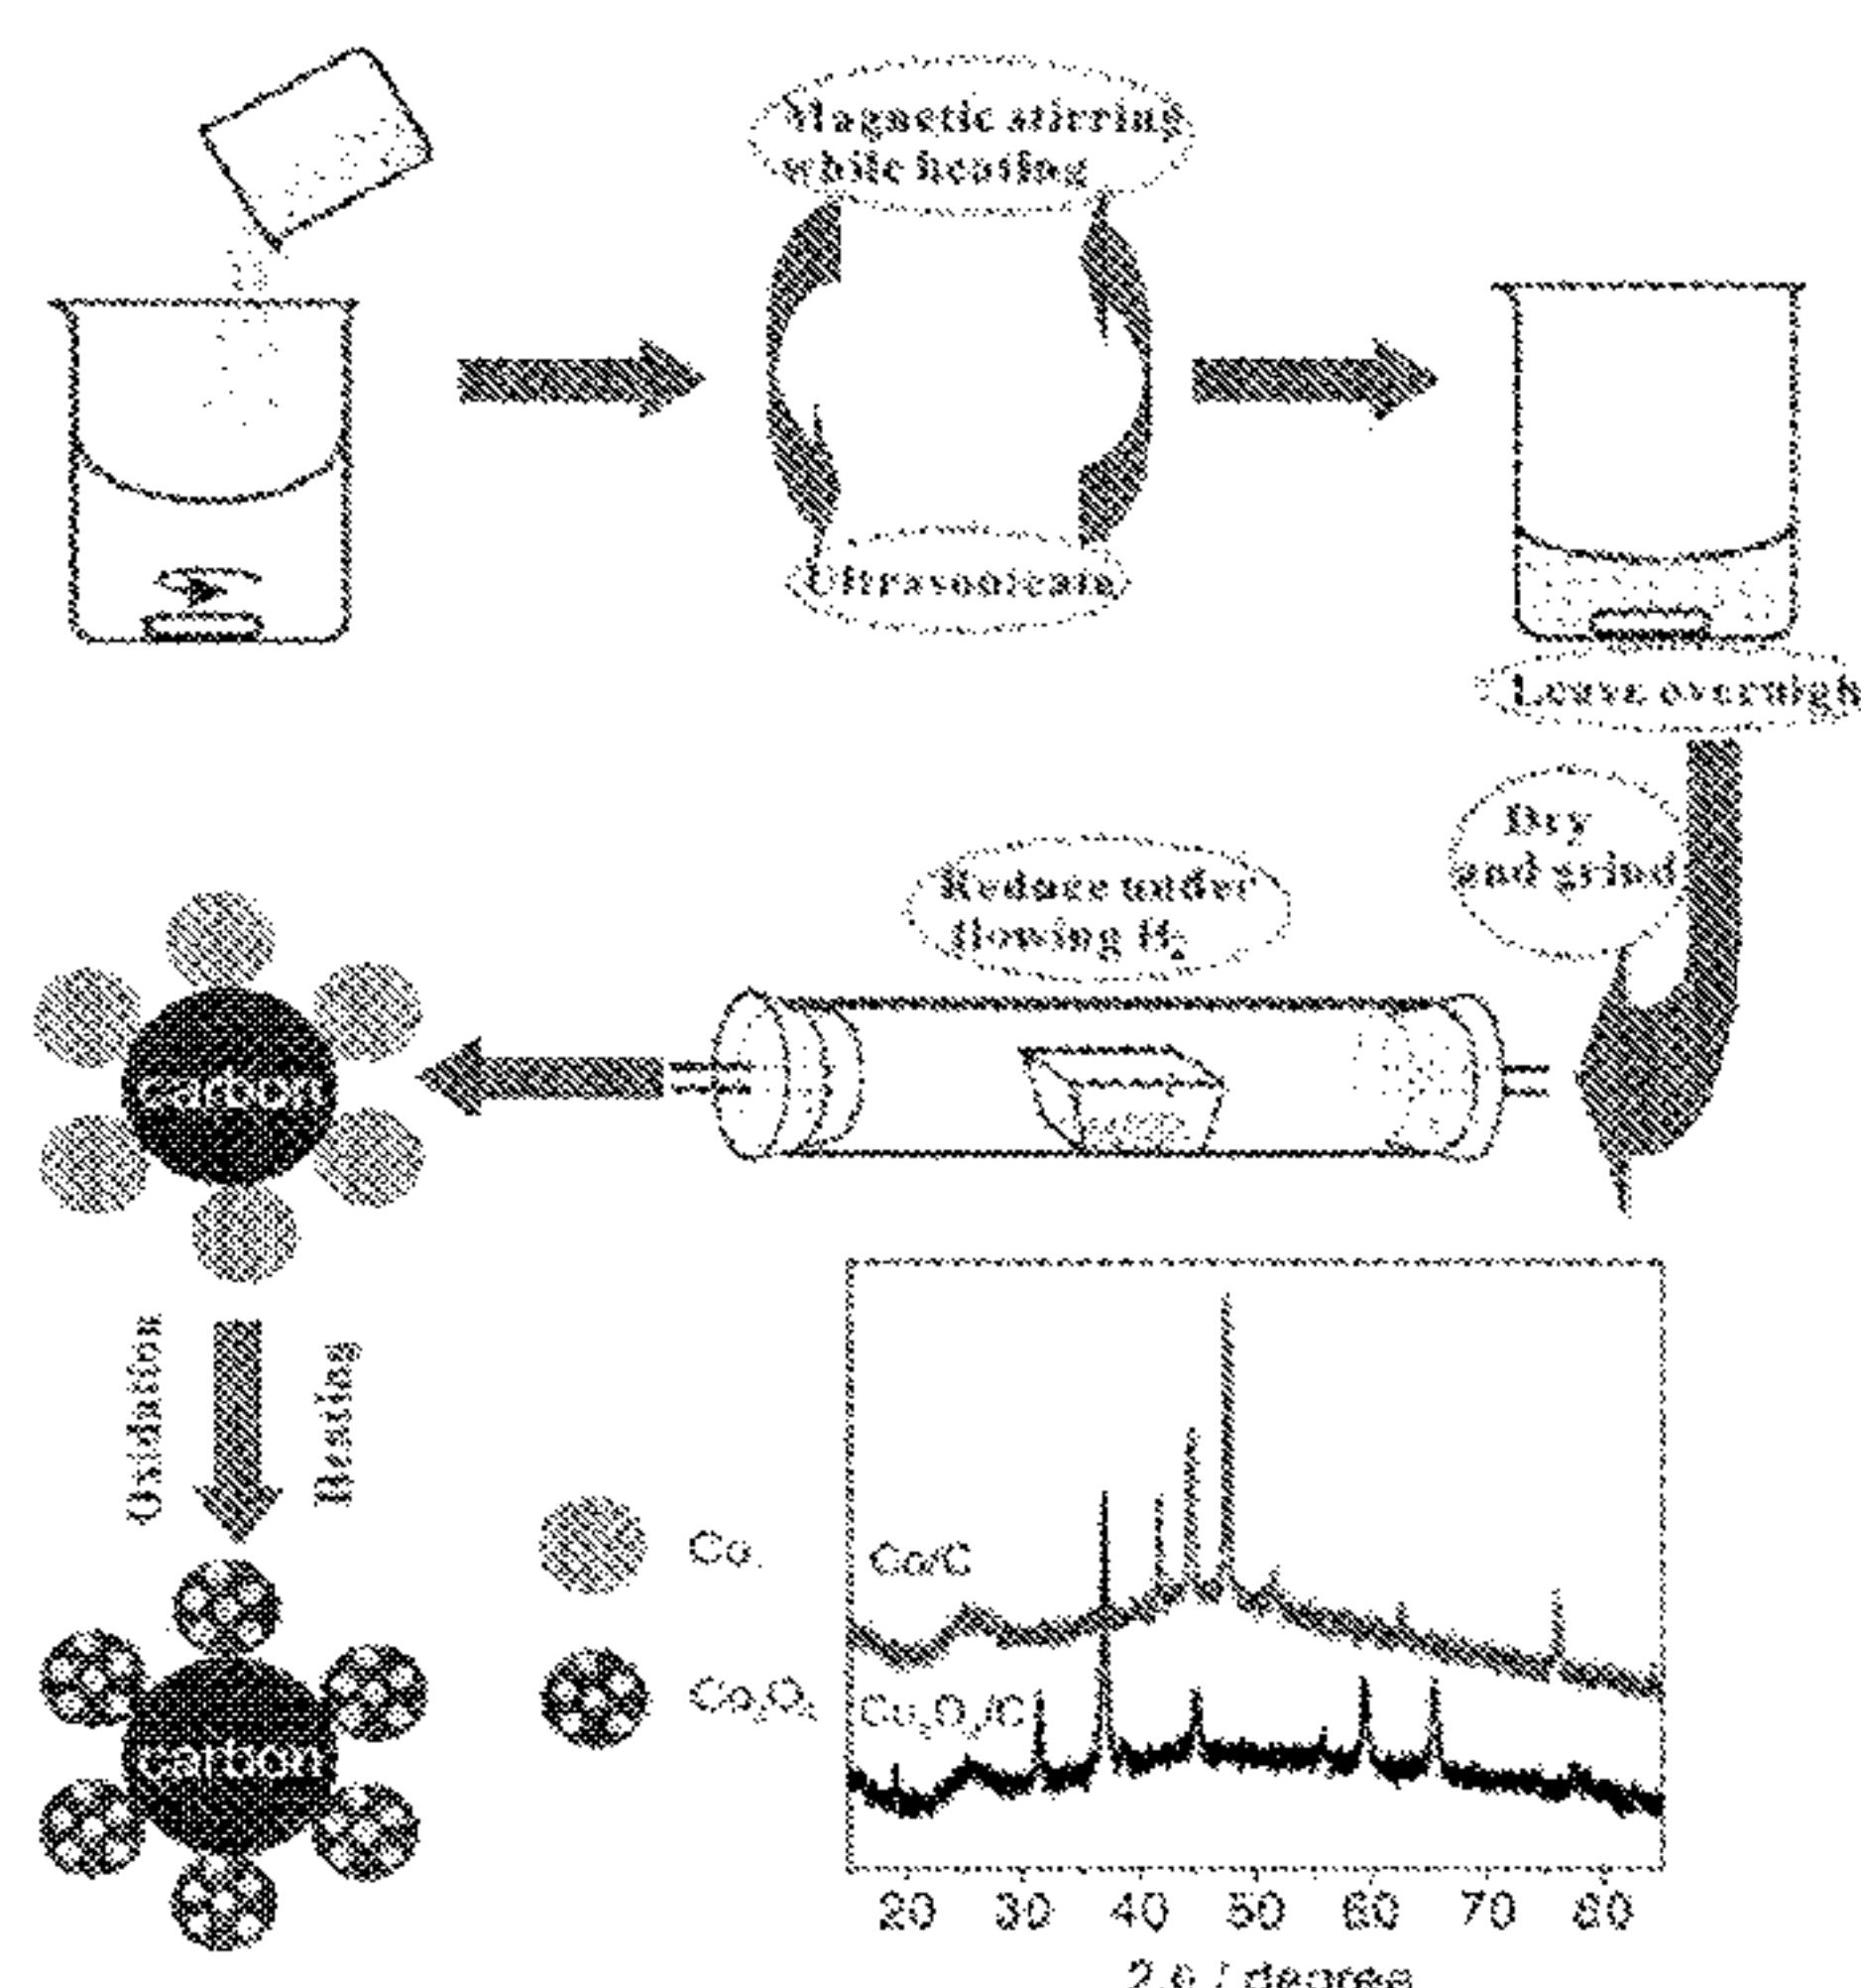 Magnetic stirring
while heating
Ultrasonicate
Leave overnigh
Dry
and grind
Reduce under
flowing H₂
carbon
Oxidation
Heating
carbon
Co
Co₃O₄
Co/C
Co₃O₄/C
20 30 40 50 60 70 80
2 θ / degree